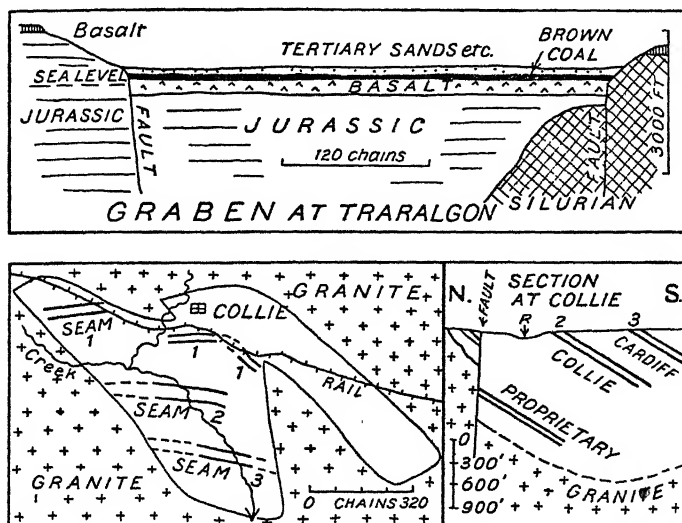 Basalt
TERTIARY SANDS etc.
BROWN
COAL
SEA LEVEL
BASALT
JURASSIC
FAULT
JURASSIC
120 chains
FAULT
3000 FT
SILURIAN
GRABEN AT TRARALGON
SEAM
1
COLLIE
GRANITE
1
1
Creek
SEAM 2
RAIL
SEAM
3
GRANITE
0 CHAINS 320
N.
FAULT
SECTION
AT COLLIE
S.
R
2
3
COLLIE
CARDIFF
PROPRIETARY
0
300'
600'
900'
GRANITE